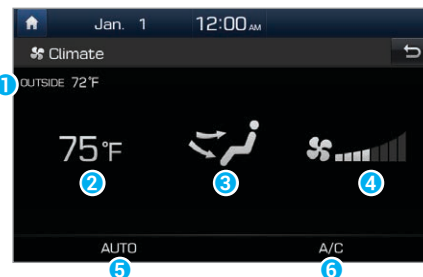 Jan. 1 12:00 AM
Climate
1 OUTSIDE 72°F
75°F
2 3 4
AUTO A/C
5 6